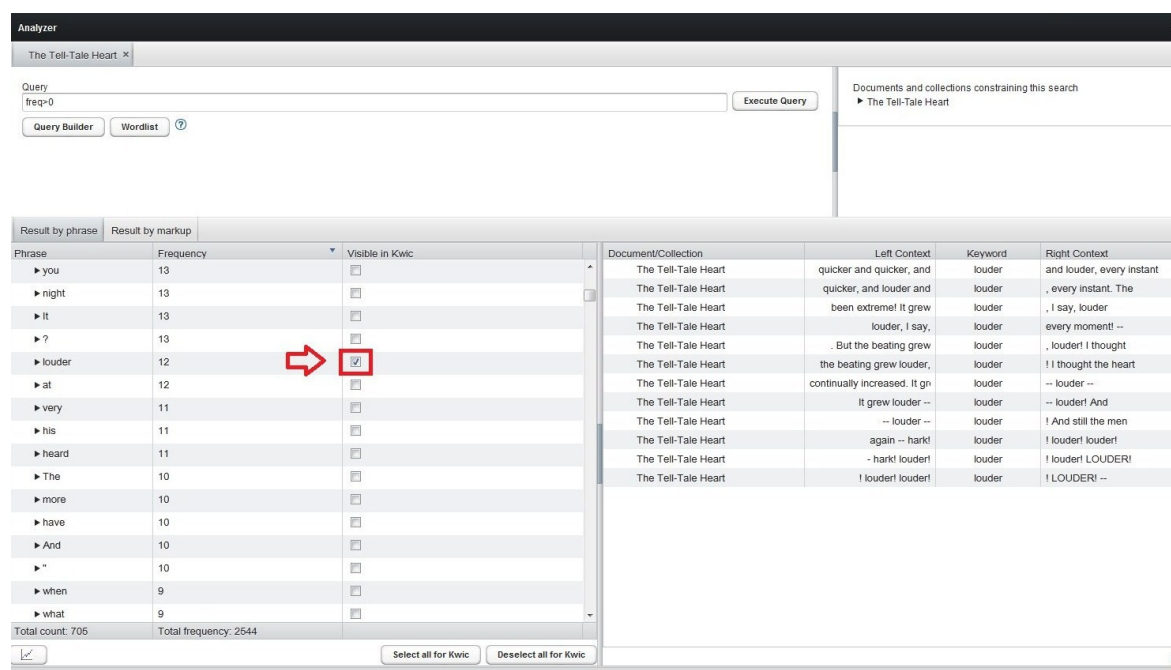 Analyzer
The Tell-Tale Heart ×
Query
freq>0
Execute Query
Query Builder Wordlist ?
Documents and collections constraining this search
▶ The Tell-Tale Heart
Result by phrase Result by markup
Phrase Frequency Visible in Kwic
▶ you 13
▶ night 13
▶ It 13
▶ ? 13
▶ louder 12
▶ at 12
▶ very 11
▶ his 11
▶ heard 11
▶ The 10
▶ more 10
▶ have 10
▶ And 10
▶ " 10
▶ when 9
▶ what 9
Total count: 705 Total frequency: 2544
Select all for Kwic Deselect all for Kwic
Document/Collection Left Context Keyword Right Context
The Tell-Tale Heart quicker and quicker, and louder and louder, every instant
The Tell-Tale Heart quicker, and louder and louder , every instant. The
The Tell-Tale Heart been extreme! It grew louder , I say, louder
The Tell-Tale Heart louder, I say, louder every moment! --
The Tell-Tale Heart . But the beating grew louder , louder! I thought
The Tell-Tale Heart the beating grew louder, louder ! I thought the heart
The Tell-Tale Heart continually increased. It gr louder -- louder --
The Tell-Tale Heart It grew louder -- louder -- louder! And
The Tell-Tale Heart -- louder -- louder ! And still the men
The Tell-Tale Heart again -- hark! louder ! louder! louder!
The Tell-Tale Heart - hark! louder! louder ! louder! LOUDER!
The Tell-Tale Heart ! louder! louder! louder ! LOUDER! --